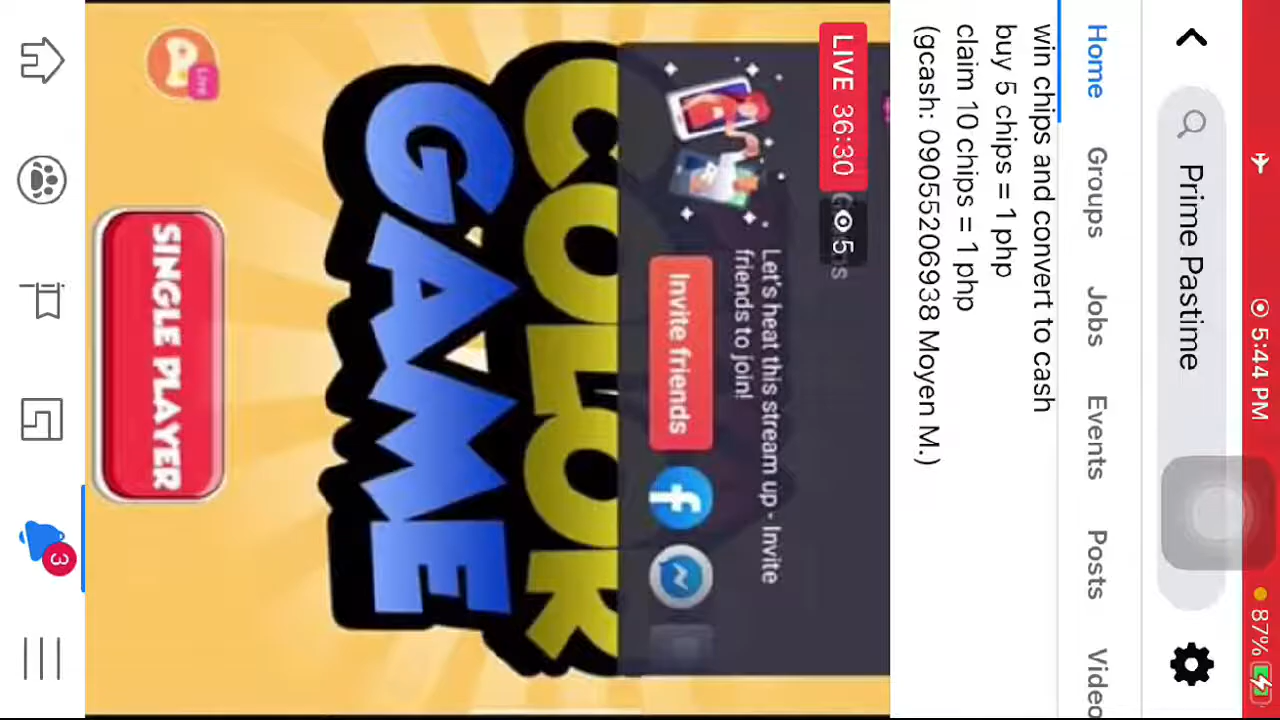 5:44 PM
87%
Prime Pastime
Home Groups Jobs Events Posts Video
win chips and convert to cash
buy 5 chips = 1 php
claim 10 chips = 1 php
(gcash: 09055206938 Moyen M.)
LIVE 36:30
5
Let's heat this stream up - Invite
friends to join!
Invite friends
COLOR
GAME
SINGLE PLAYER
Live
3